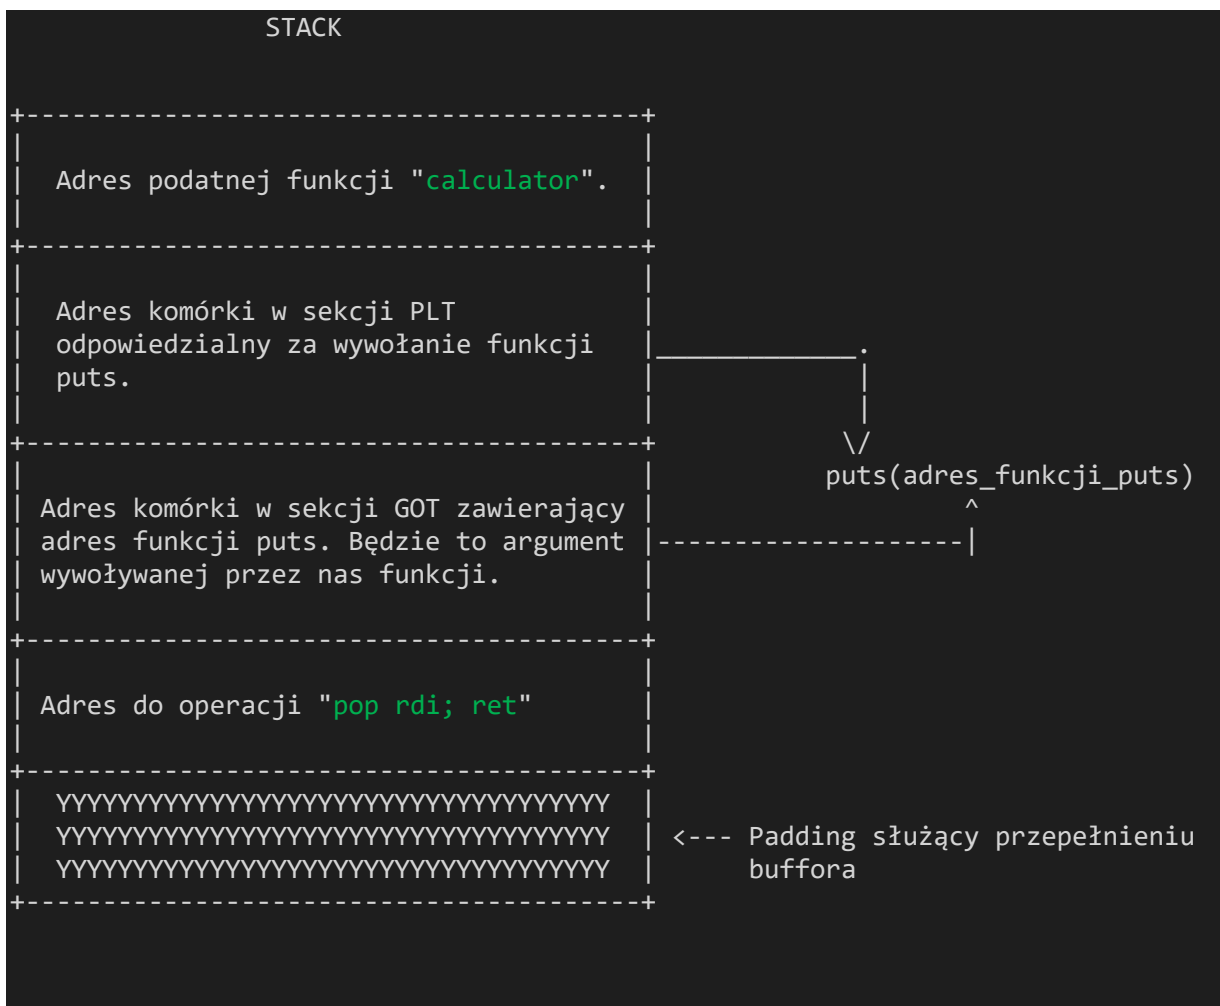 STACK
Adres podatnej funkcji "calculator".
Adres komórki w sekcji PLT
odpowiedzialny za wywołanie funkcji
puts.
puts(adres_funkcji_puts)
Adres komórki w sekcji GOT zawierający
adres funkcji puts. Będzie to argument
wywoływanej przez nas funkcji.
Adres do operacji "pop rdi; ret"
YYYYYYYYYYYYYYYYYYYYYYYYYYYYYYYYYYYY
YYYYYYYYYYYYYYYYYYYYYYYYYYYYYYYYYYYY
YYYYYYYYYYYYYYYYYYYYYYYYYYYYYYYYYYYY
<--- Padding służący przepełnieniu
buffora